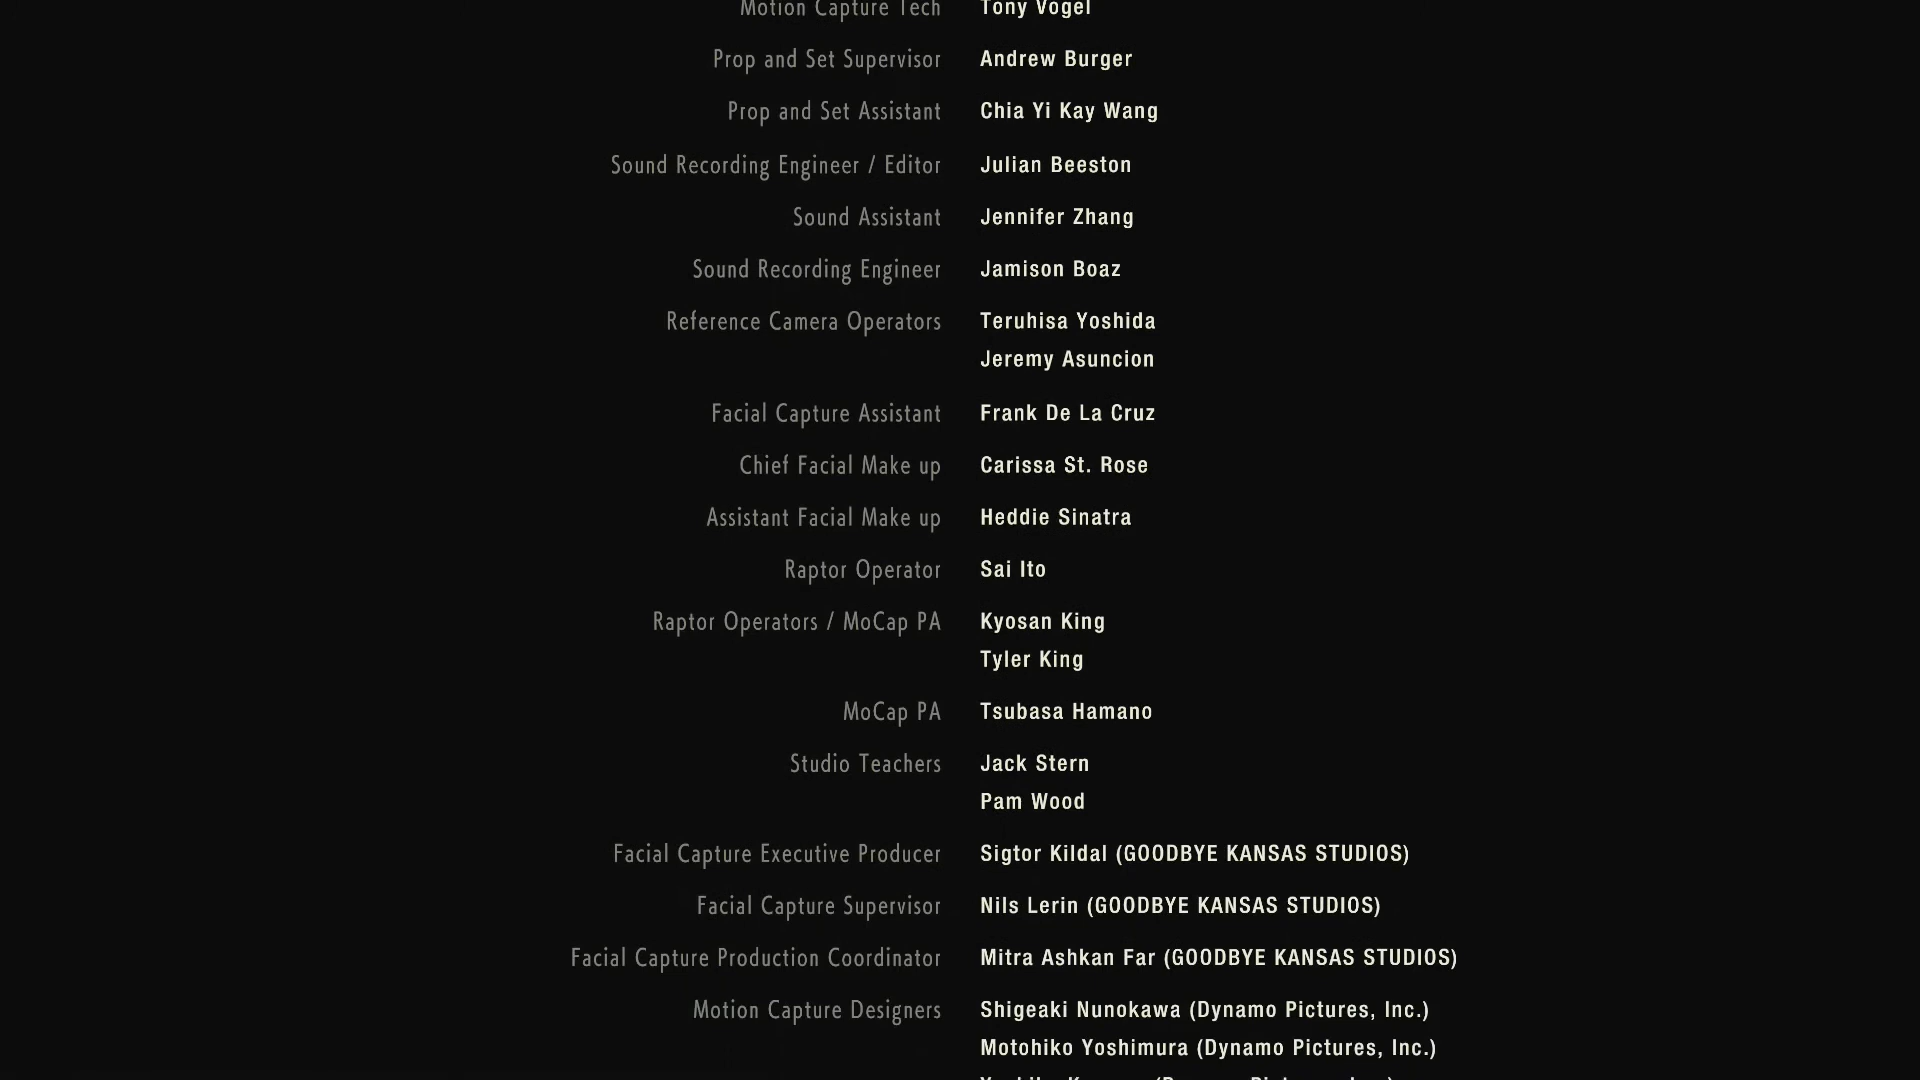 Motion Capture Tech Tony Vogel
Prop and Set Supervisor Andrew Burger
Prop and Set Assistant Chia Yi Kay Wang
Sound Recording Engineer / Editor Julian Beeston
Sound Assistant Jennifer Zhang
Sound Recording Engineer Jamison Boaz
Reference Camera Operators Teruhisa Yoshida
Jeremy Asuncion
Facial Capture Assistant Frank De La Cruz
Chief Facial Make up Carissa St. Rose
Assistant Facial Make up Heddie Sinatra
Raptor Operator Sai Ito
Raptor Operators / MoCap PA Kyosan King
Tyler King
MoCap PA Tsubasa Hamano
Studio Teachers Jack Stern
Pam Wood
Facial Capture Executive Producer Sigtor Kildal (GOODBYE KANSAS STUDIOS)
Facial Capture Supervisor Nils Lerin (GOODBYE KANSAS STUDIOS)
Facial Capture Production Coordinator Mitra Ashkan Far (GOODBYE KANSAS STUDIOS)
Motion Capture Designers Shigeaki Nunokawa (Dynamo Pictures, Inc.)
Motohiko Yoshimura (Dynamo Pictures, Inc.)